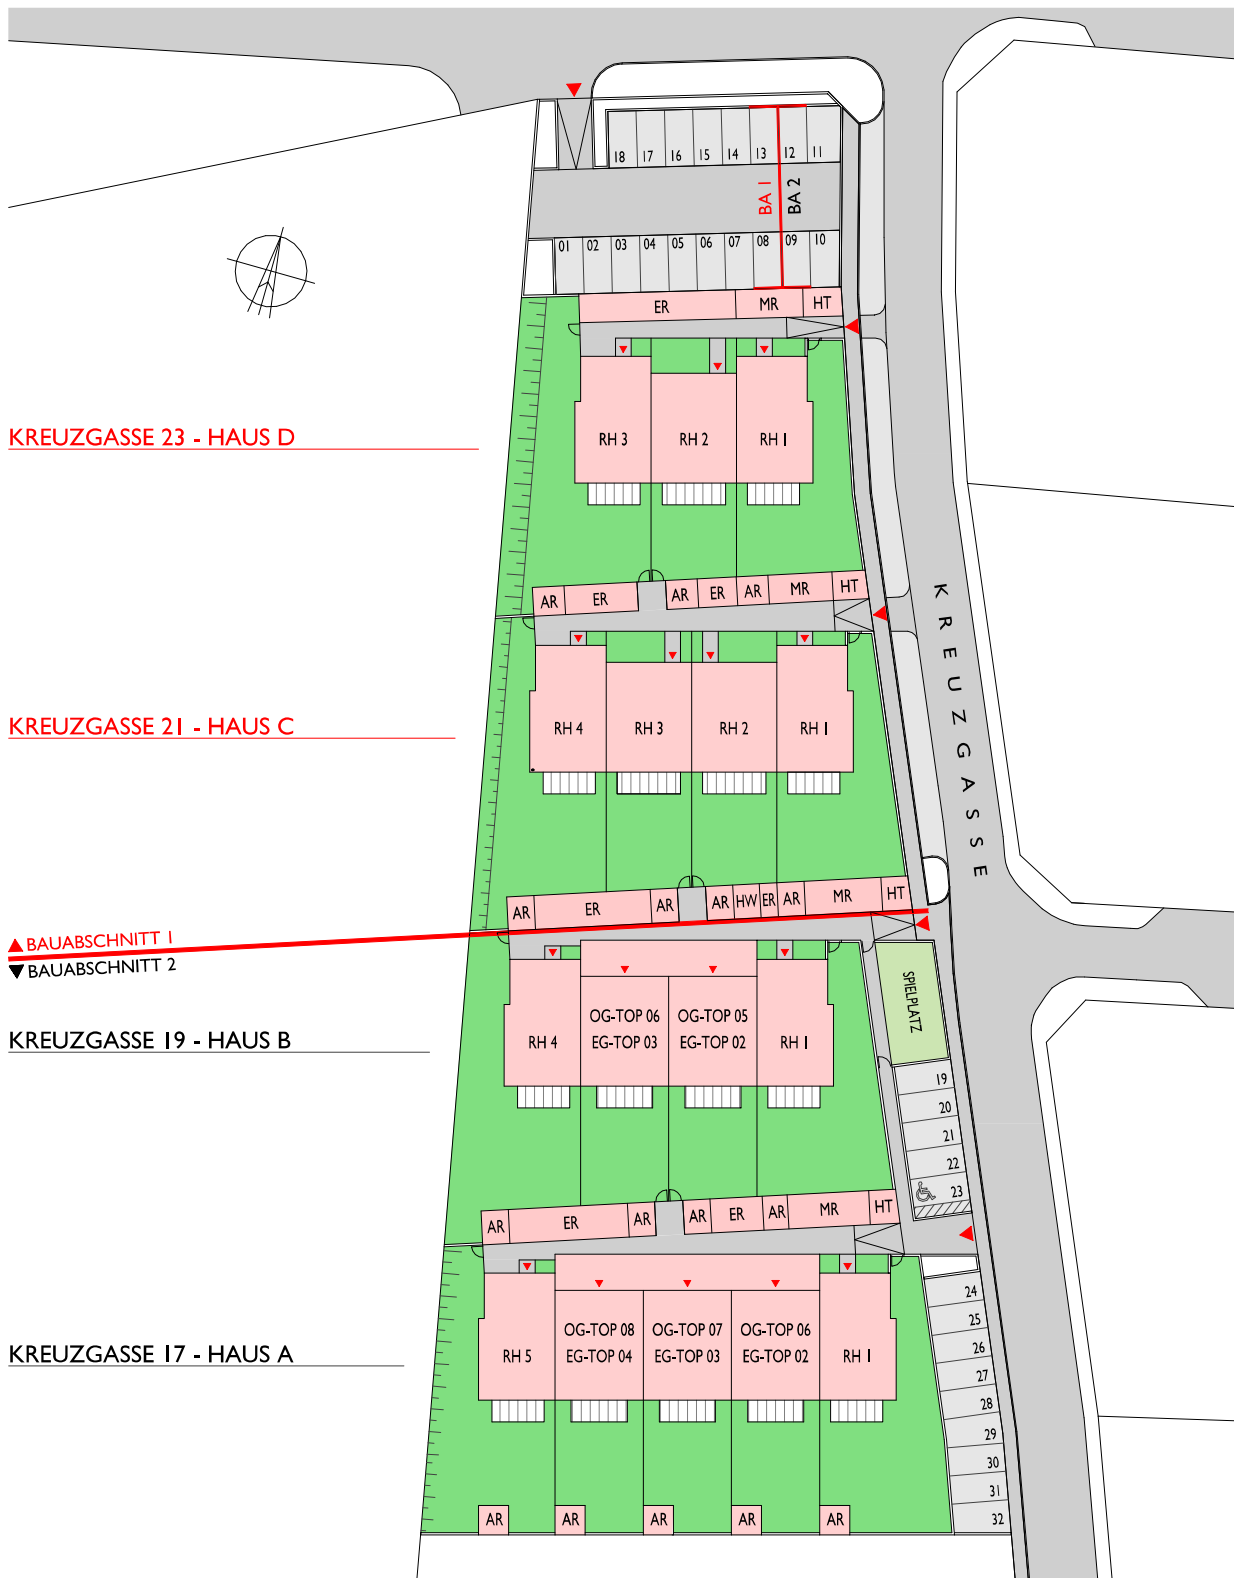 18 17 16 15 14 13 12 11
BA 1
BA 2
01 02 03 04 05 06 07 08 09 10
ER MR HT
KREUZGASSE 23 - HAUS D
RH 3 RH 2 RH 1
AR ER AR ER AR MR HT
KREUZGASSE
KREUZGASSE 21 - HAUS C
RH 4 RH 3 RH 2 RH 1
AR ER AR AR HW ER AR MR HT
BAUABSCHNITT 1
BAUABSCHNITT 2
SPIELPLATZ
KREUZGASSE 19 - HAUS B
OG-TOP 06 OG-TOP 05
EG-TOP 03 EG-TOP 02
RH 4 RH 1
19
20
21
22
23
AR ER AR AR ER AR MR HT
KREUZGASSE 17 - HAUS A
OG-TOP 08 OG-TOP 07 OG-TOP 06
EG-TOP 04 EG-TOP 03 EG-TOP 02
RH 5 RH 1
24
25
26
27
28
29
30
31
32
AR AR AR AR AR